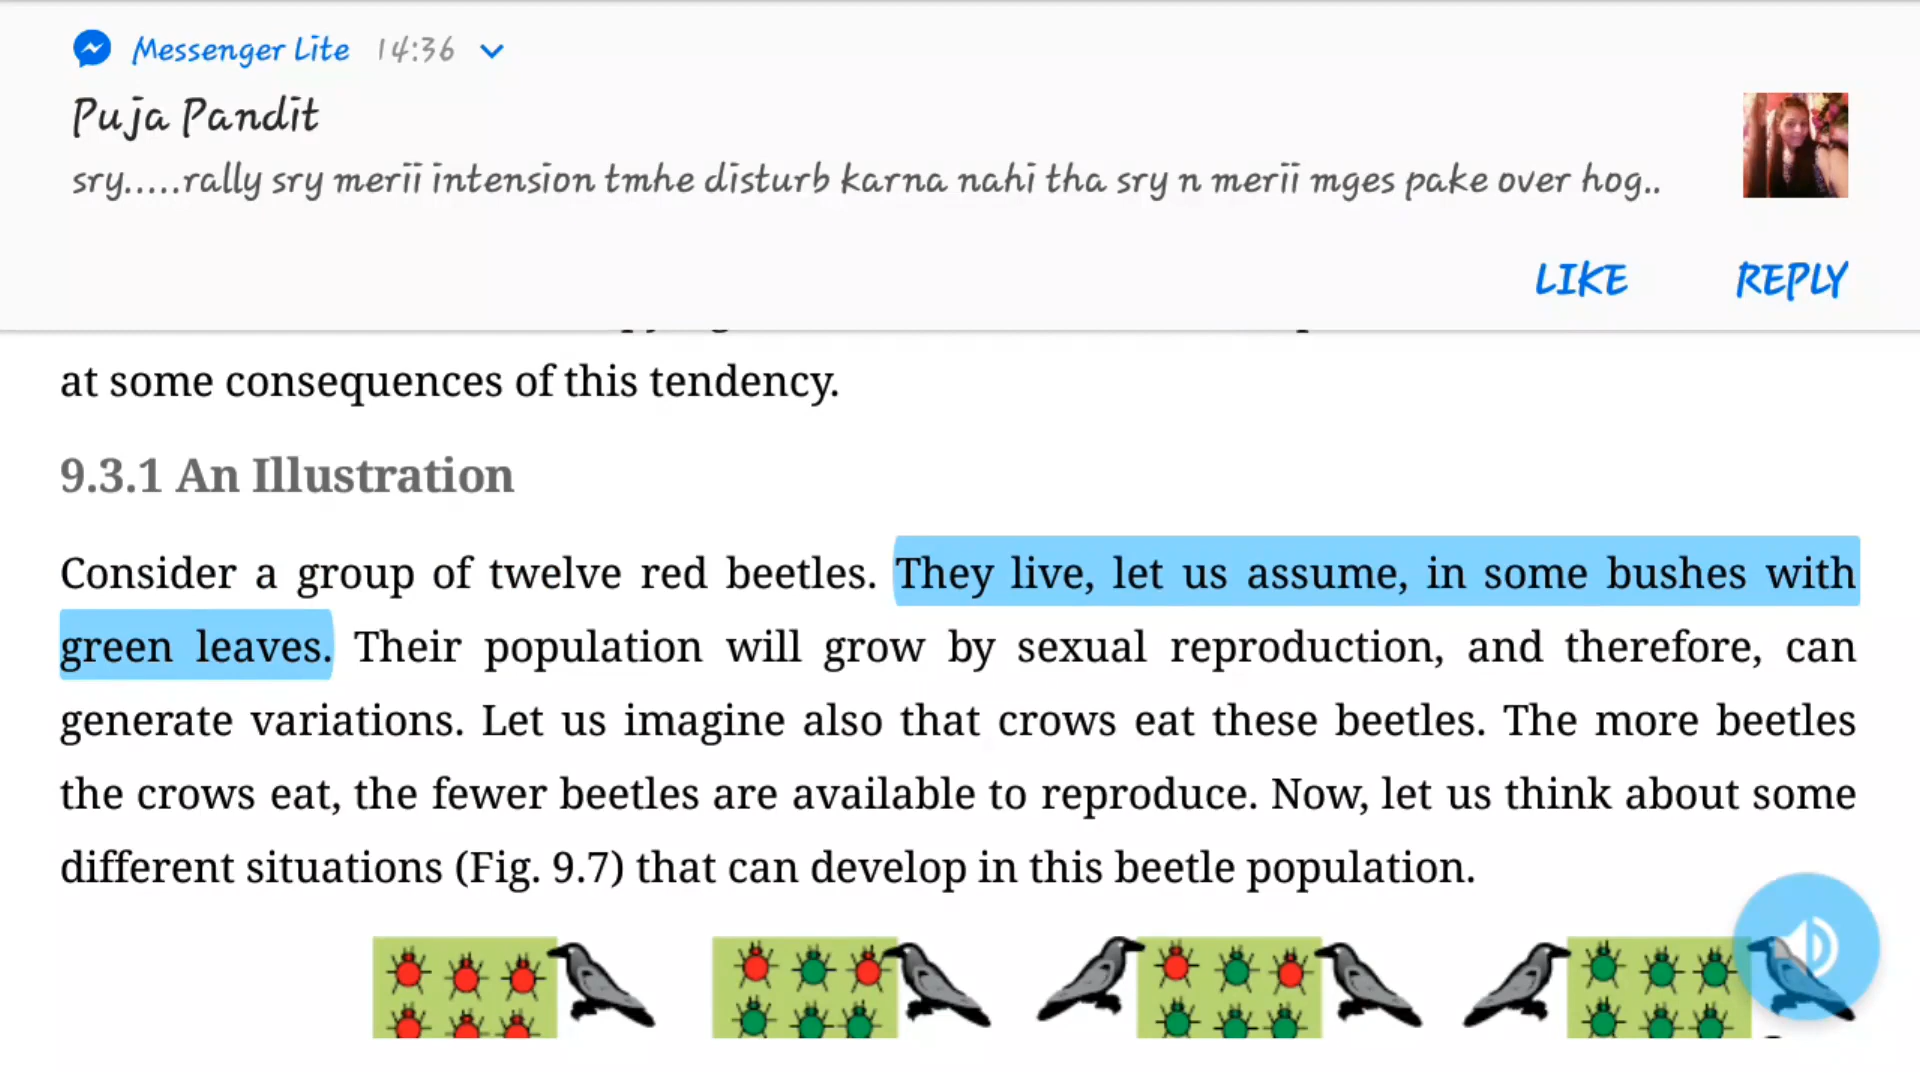 Messenger Lite 14:36
Puja Pandit
sry.....rally sry merii intension tmhe disturb karna nahi tha sry n merii mges pake over hog..
LIKE REPLY
at some consequences of this tendency.
9.3.1 An Illustration
Consider a group of twelve red beetles. They live, let us assume, in some bushes with
green leaves. Their population will grow by sexual reproduction, and therefore, can
generate variations. Let us imagine also that crows eat these beetles. The more beetles
the crows eat, the fewer beetles are available to reproduce. Now, let us think about some
different situations (Fig. 9.7) that can develop in this beetle population.